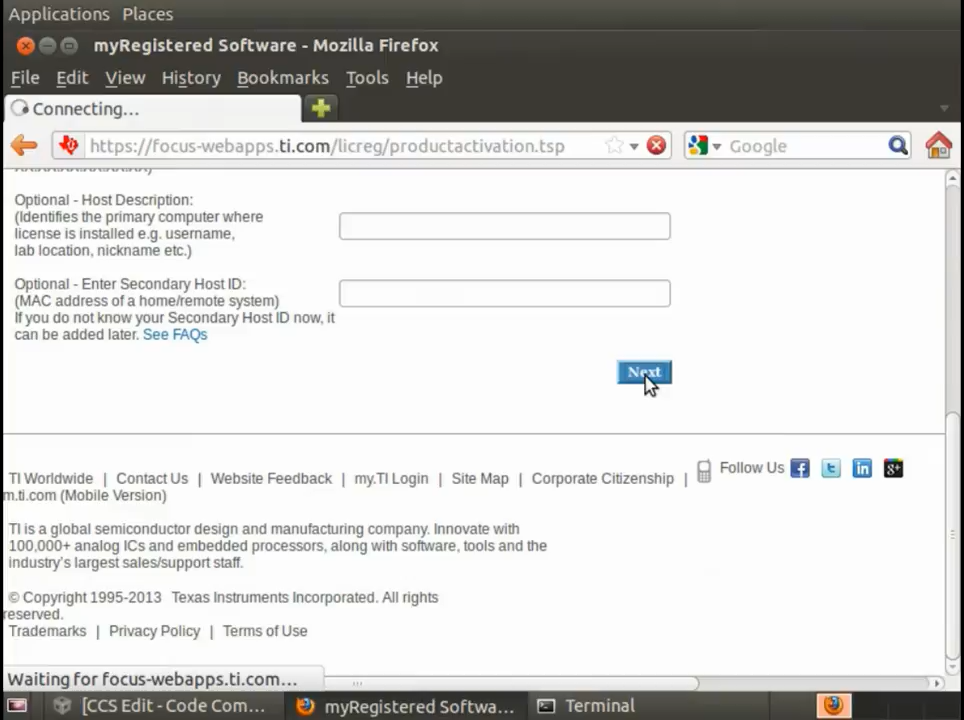 Applications Places
myRegistered Software - Mozilla Firefox
File Edit View History Bookmarks Tools Help
Connecting...
https://focus-webapps.ti.com/licreg/productactivation.tsp Google
Optional - Host Description:
(Identifies the primary computer where
license is installed e.g. username,
lab location, nickname etc.)
Optional - Enter Secondary Host ID:
(MAC address of a home/remote system)
If you do not know your Secondary Host ID now, it
can be added later. See FAQs
Next
TI Worldwide | Contact Us | Website Feedback | my.TI Login | Site Map | Corporate Citizenship | Follow Us
m.ti.com (Mobile Version)
TI is a global semiconductor design and manufacturing company. Innovate with
100,000+ analog ICs and embedded processors, along with software, tools and the
industry's largest sales/support staff.
© Copyright 1995-2013 Texas Instruments Incorporated. All rights
reserved.
Trademarks | Privacy Policy | Terms of Use
Waiting for focus-webapps.ti.com...
[CCS Edit - Code Com... myRegistered Softwa... Terminal